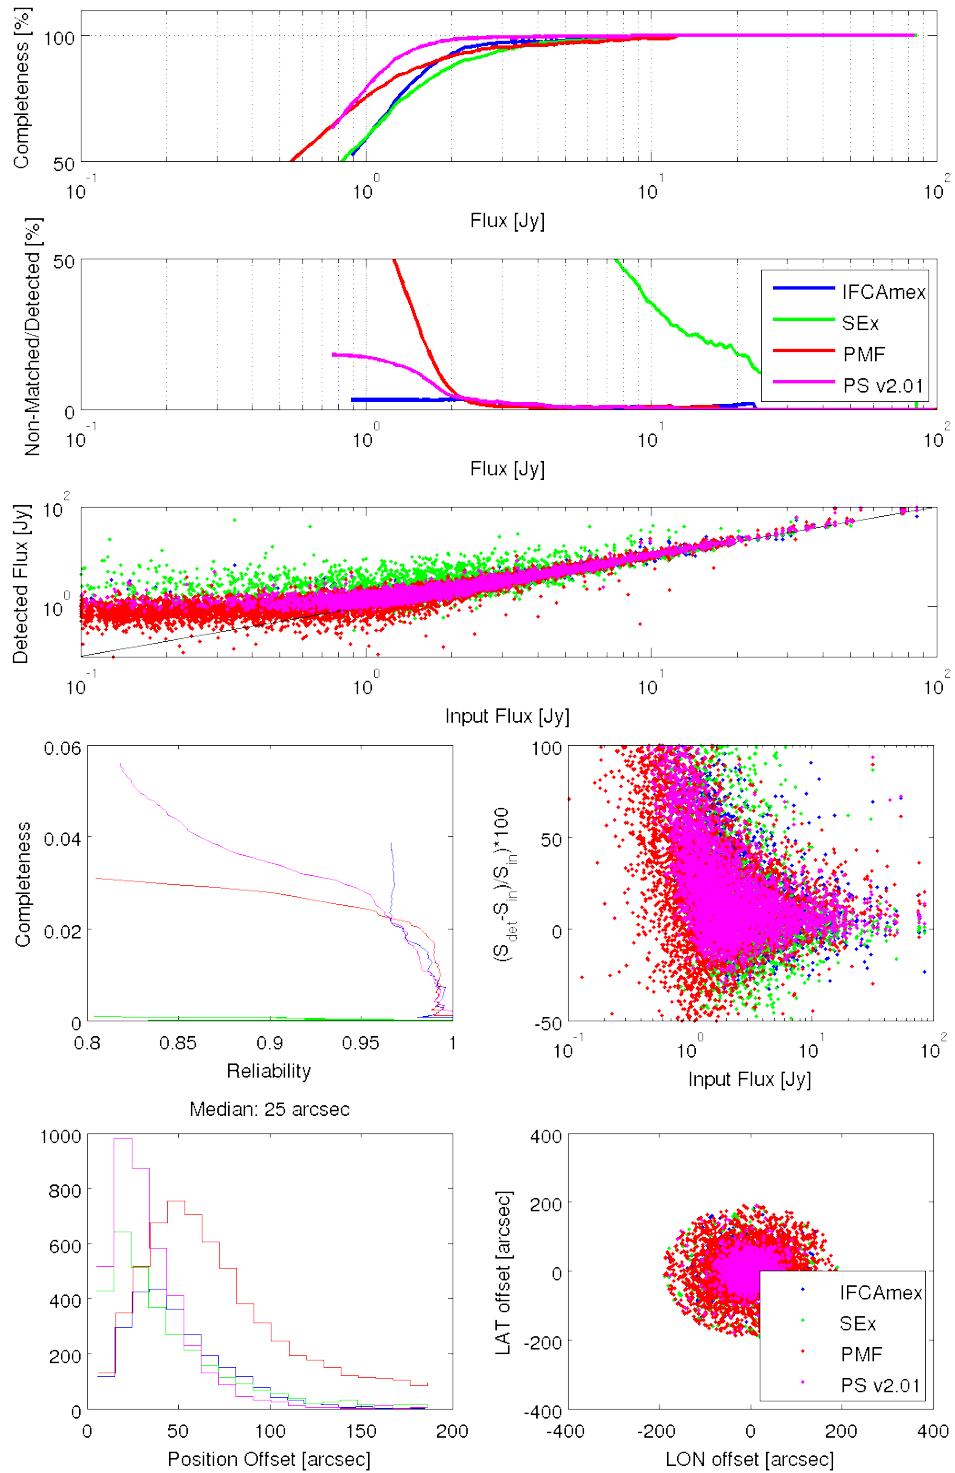 Completeness [%]
100
50
10^-1
10^0
10^1
10^2
Flux [Jy]
Non-Matched/Detected [%]
50
0
IFCAmex
SEx
PMF
PS v2.01
10^-1
10^0
10^1
10^2
Flux [Jy]
Detected Flux [Jy]
10^2
10^0
10^-1
10^0
10^1
10^2
Input Flux [Jy]
Completeness
0.06
0.04
0.02
0
0.8
0.85
0.9
0.95
1
Reliability
(S_det-S_in)/S_in)*100
100
50
0
-50
10^-1
10^0
10^1
10^2
Input Flux [Jy]
Median: 25 arcsec
1000
800
600
400
200
0
0
50
100
150
200
Position Offset [arcsec]
LAT offset [arcsec]
400
200
0
-200
-400
IFCAmex
SEx
PMF
PS v2.01
-400
-200
0
200
400
LON offset [arcsec]